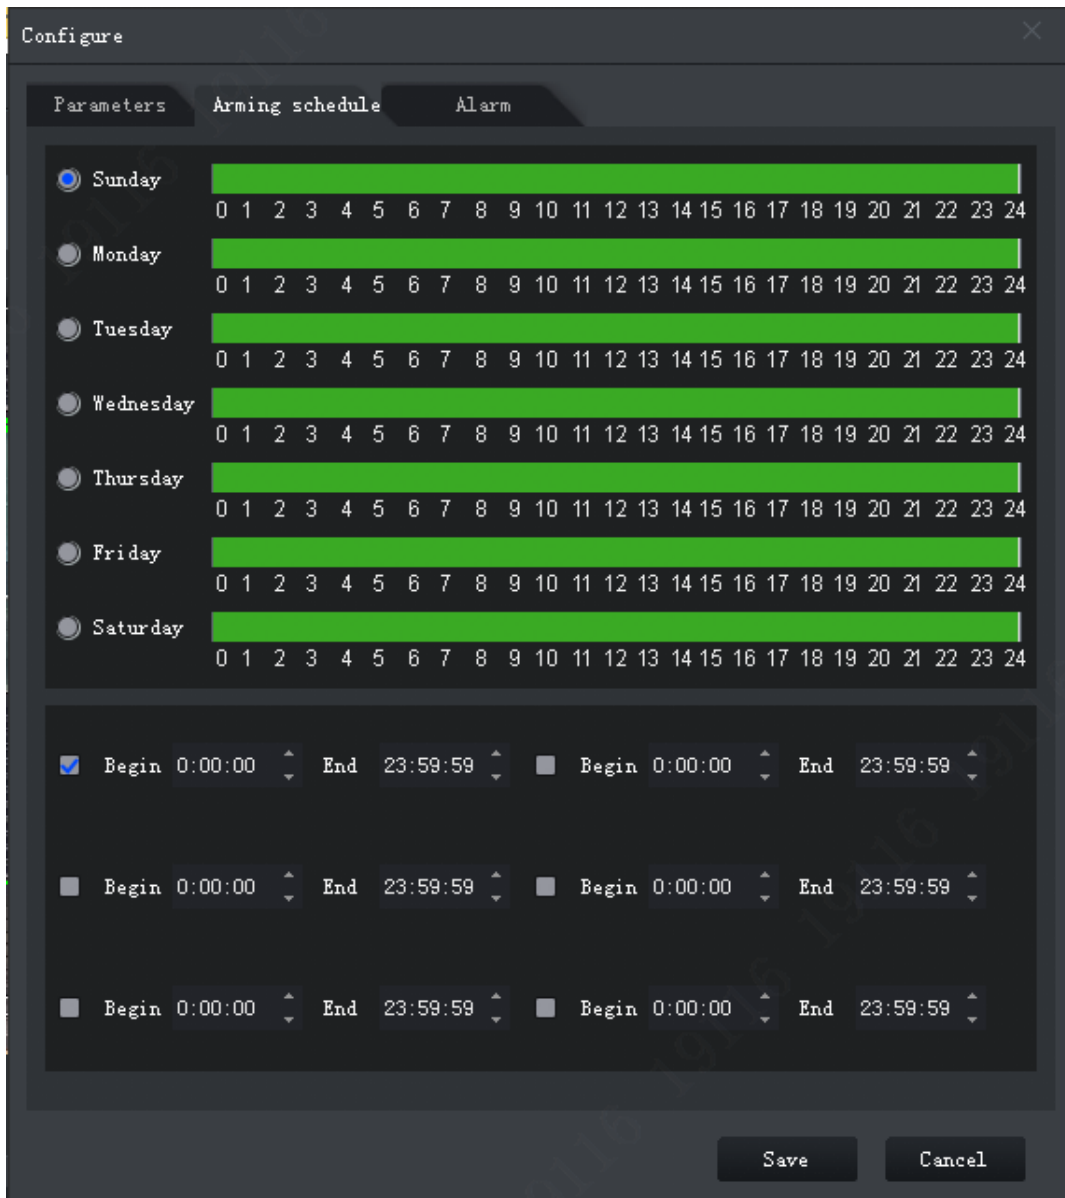 Configure
Parameters Arming schedule Alarm
Sunday
0 1 2 3 4 5 6 7 8 9 10 11 12 13 14 15 16 17 18 19 20 21 22 23 24
Monday
0 1 2 3 4 5 6 7 8 9 10 11 12 13 14 15 16 17 18 19 20 21 22 23 24
Tuesday
0 1 2 3 4 5 6 7 8 9 10 11 12 13 14 15 16 17 18 19 20 21 22 23 24
Wednesday
0 1 2 3 4 5 6 7 8 9 10 11 12 13 14 15 16 17 18 19 20 21 22 23 24
Thursday
0 1 2 3 4 5 6 7 8 9 10 11 12 13 14 15 16 17 18 19 20 21 22 23 24
Friday
0 1 2 3 4 5 6 7 8 9 10 11 12 13 14 15 16 17 18 19 20 21 22 23 24
Saturday
0 1 2 3 4 5 6 7 8 9 10 11 12 13 14 15 16 17 18 19 20 21 22 23 24
Begin 0:00:00 End 23:59:59 Begin 0:00:00 End 23:59:59
Begin 0:00:00 End 23:59:59 Begin 0:00:00 End 23:59:59
Begin 0:00:00 End 23:59:59 Begin 0:00:00 End 23:59:59
Save Cancel